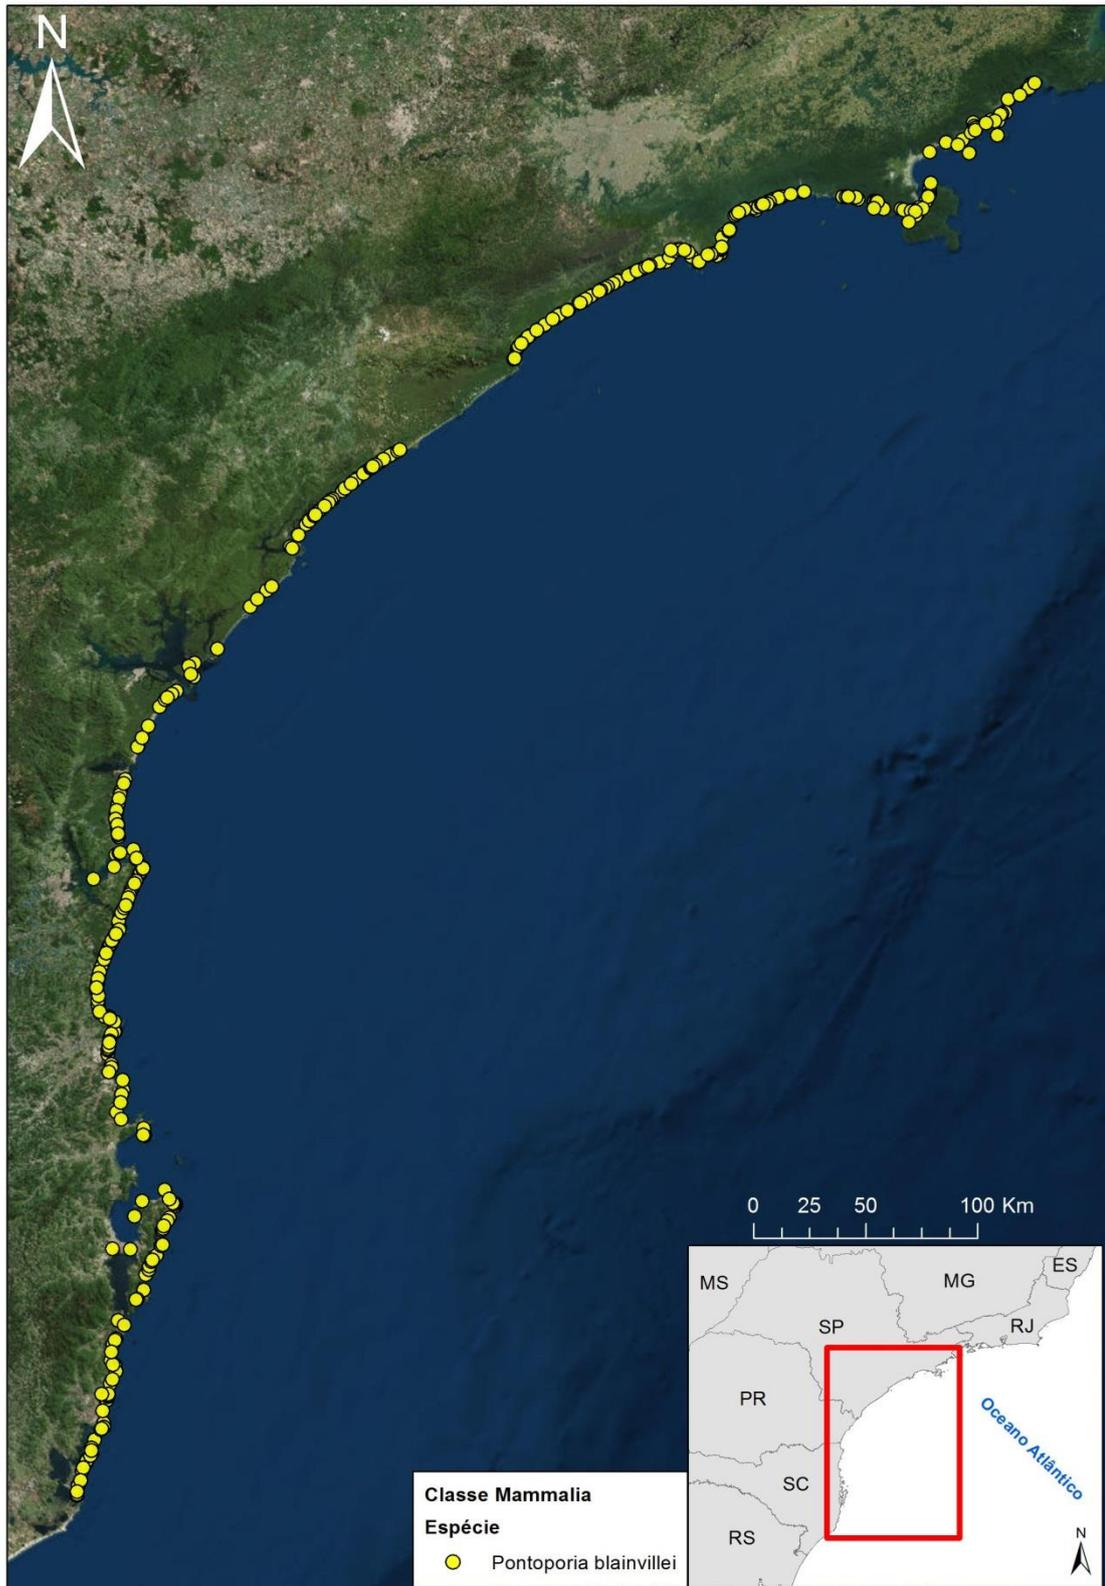 N
0 25 50 100 Km
MS
MG
ES
SP
RJ
PR
Oceano Atlântico
SC
RS
N
Classe Mammalia
Espécie
Pontoporia blainvillei